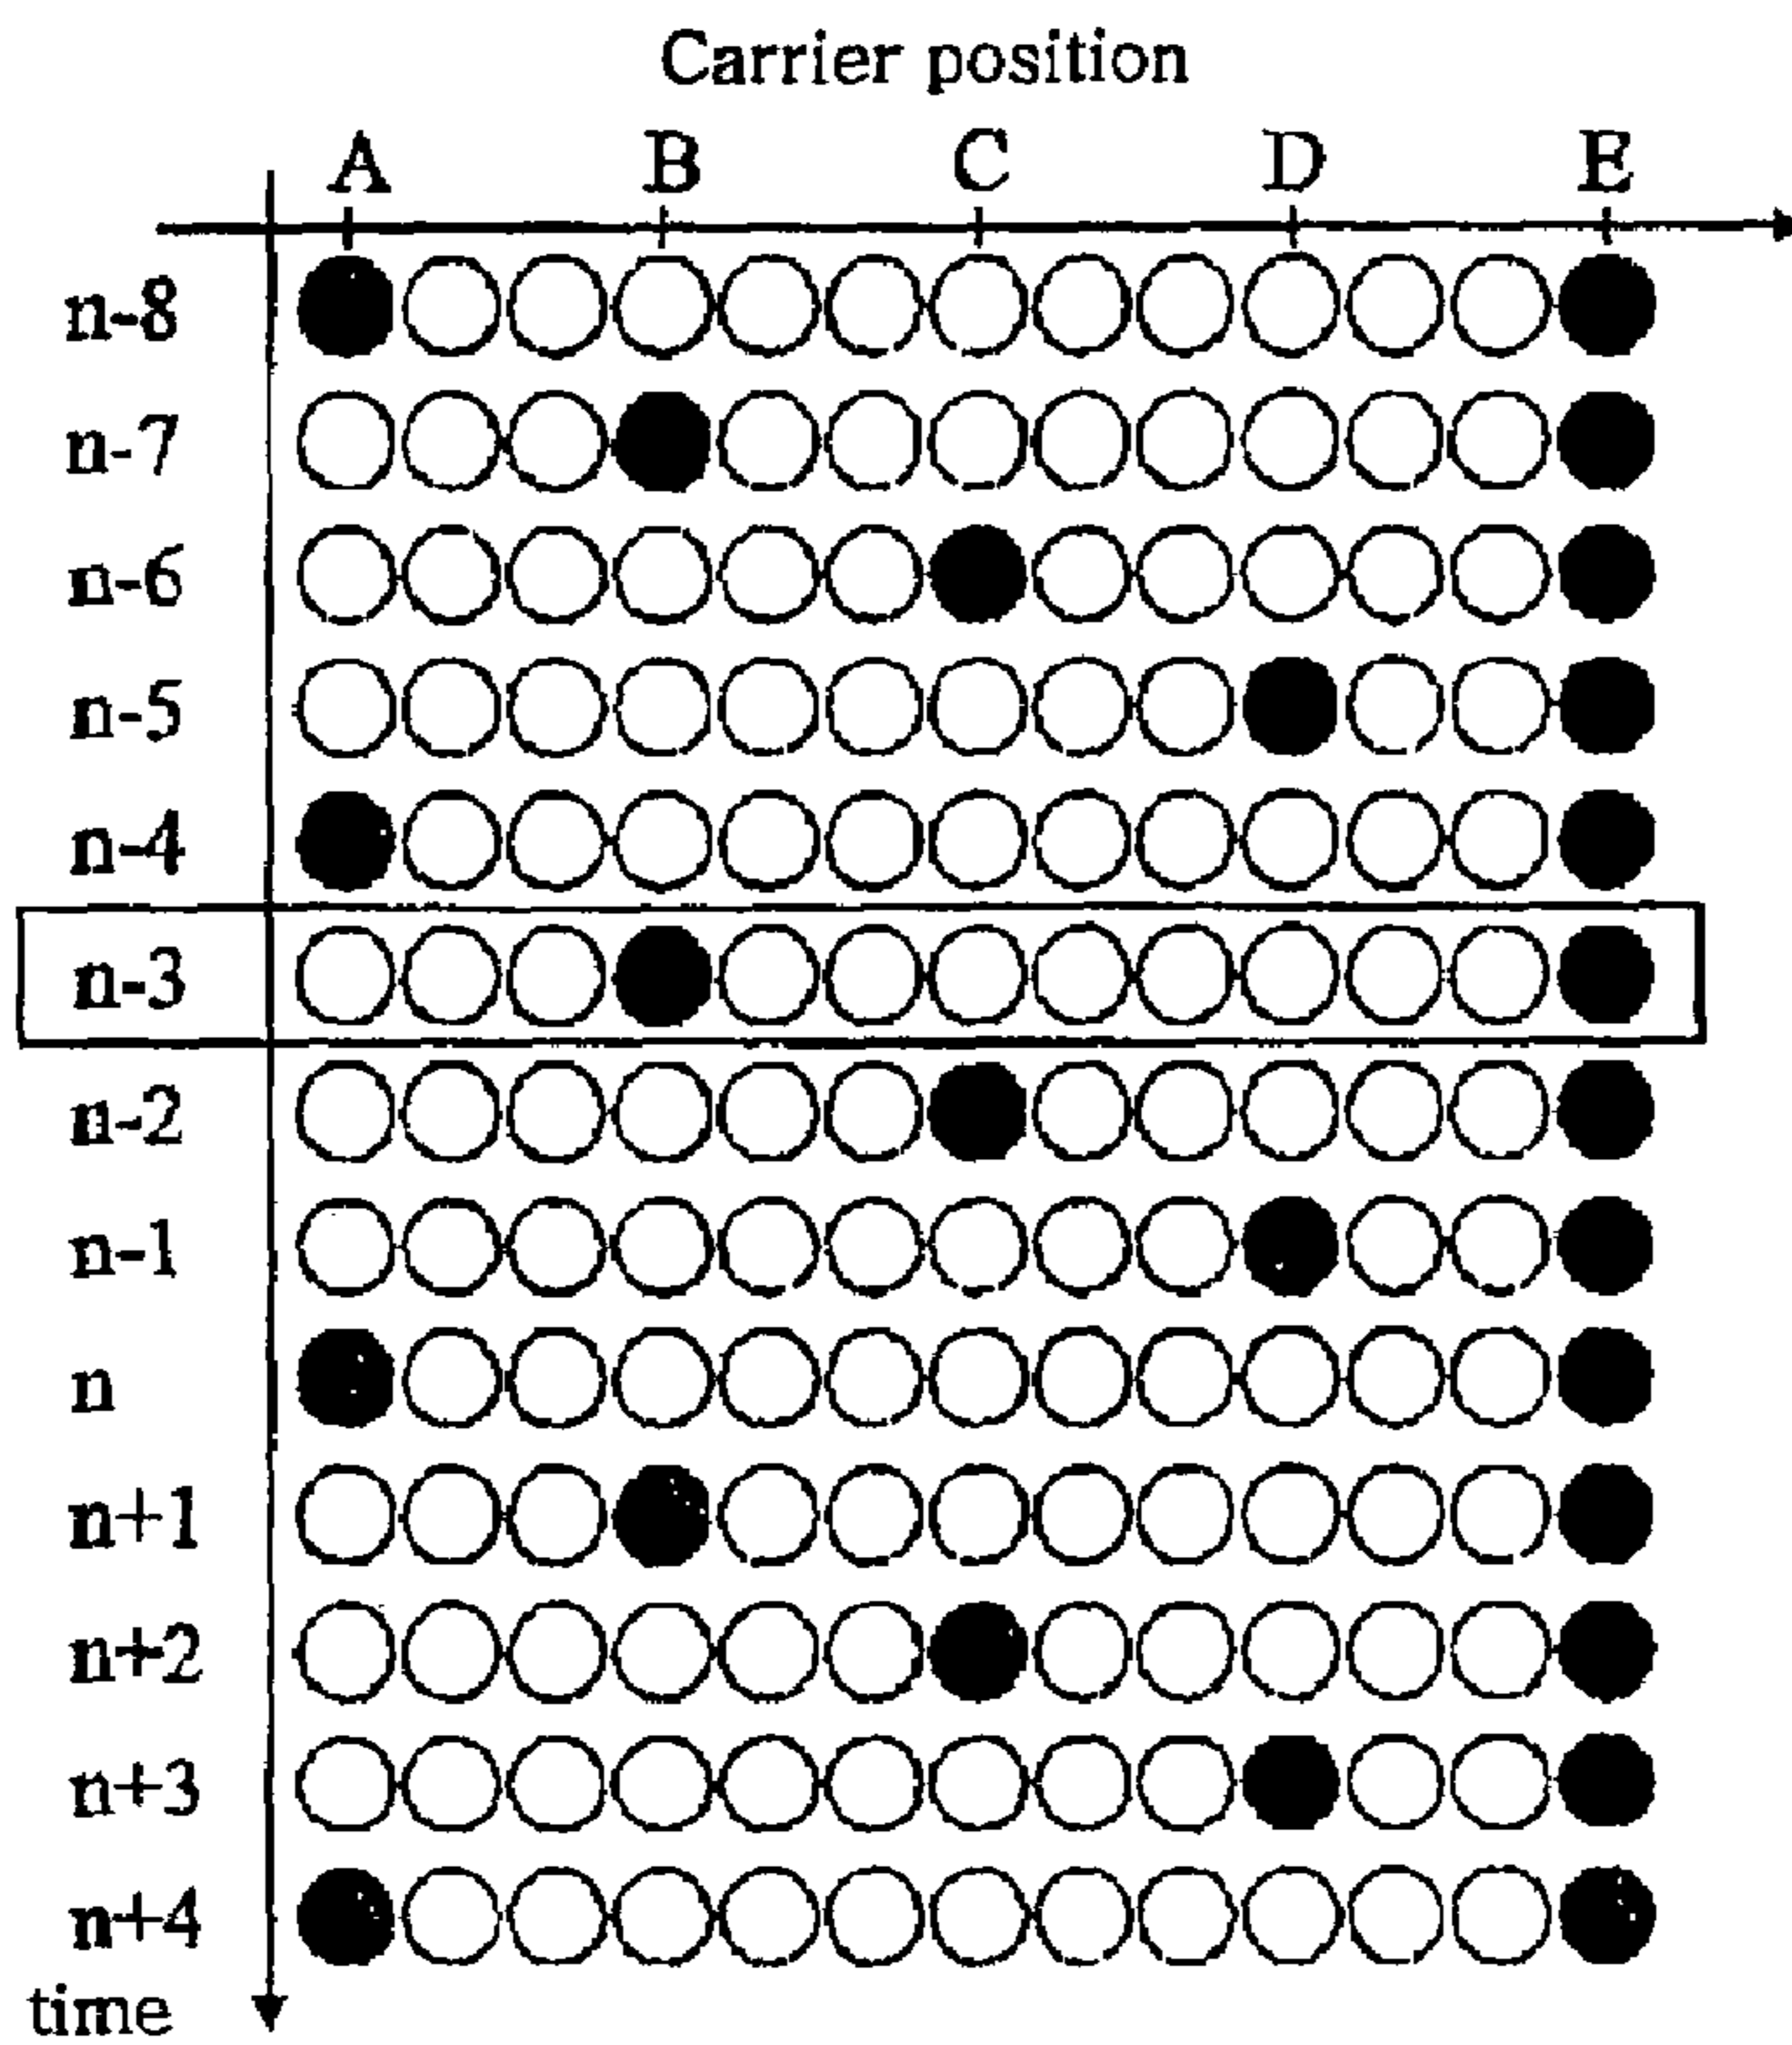 Carrier position
A B C D E
n-8
n-7
n-6
n-5
n-4
n-3
n-2
n-1
n
n+1
n+2
n+3
n+4
time